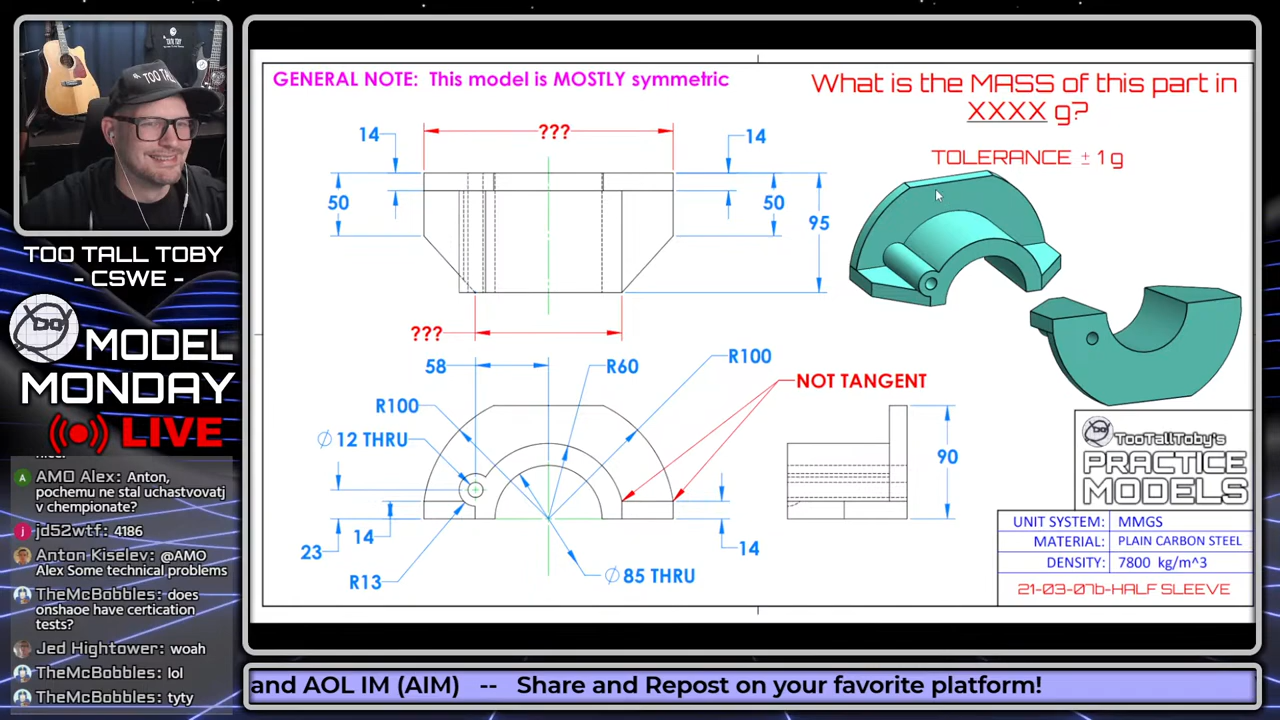 TOO TALL TOBY
TOO TALL TOBY
- CSWE -
MODEL
MONDAY
LIVE
AMO Alex: Anton,
pochemu ne stal uchastvovatj
v chempionate?
jd52wtf: 4186
Anton Kiselev: @AMO
Alex Some technical problems
TheMcBobbles: does
onshaoe have certication
tests?
Jed Hightower: woah
TheMcBobbles: lol
TheMcBobbles: tyty
GENERAL NOTE: This model is MOSTLY symmetric
What is the MASS of this part in
XXXX g?
TOLERANCE ± 1 g
14
???
14
50
50
95
???
58
R60
R100
R100
NOT TANGENT
Ø 12 THRU
90
14
23
14
R13
Ø 85 THRU
TooTallToby's
PRACTICE
MODELS
UNIT SYSTEM: MMGS
MATERIAL: PLAIN CARBON STEEL
DENSITY: 7800 kg/m^3
21-03-07b-HALF SLEEVE
and AOL IM (AIM) -- Share and Repost on your favorite platform!